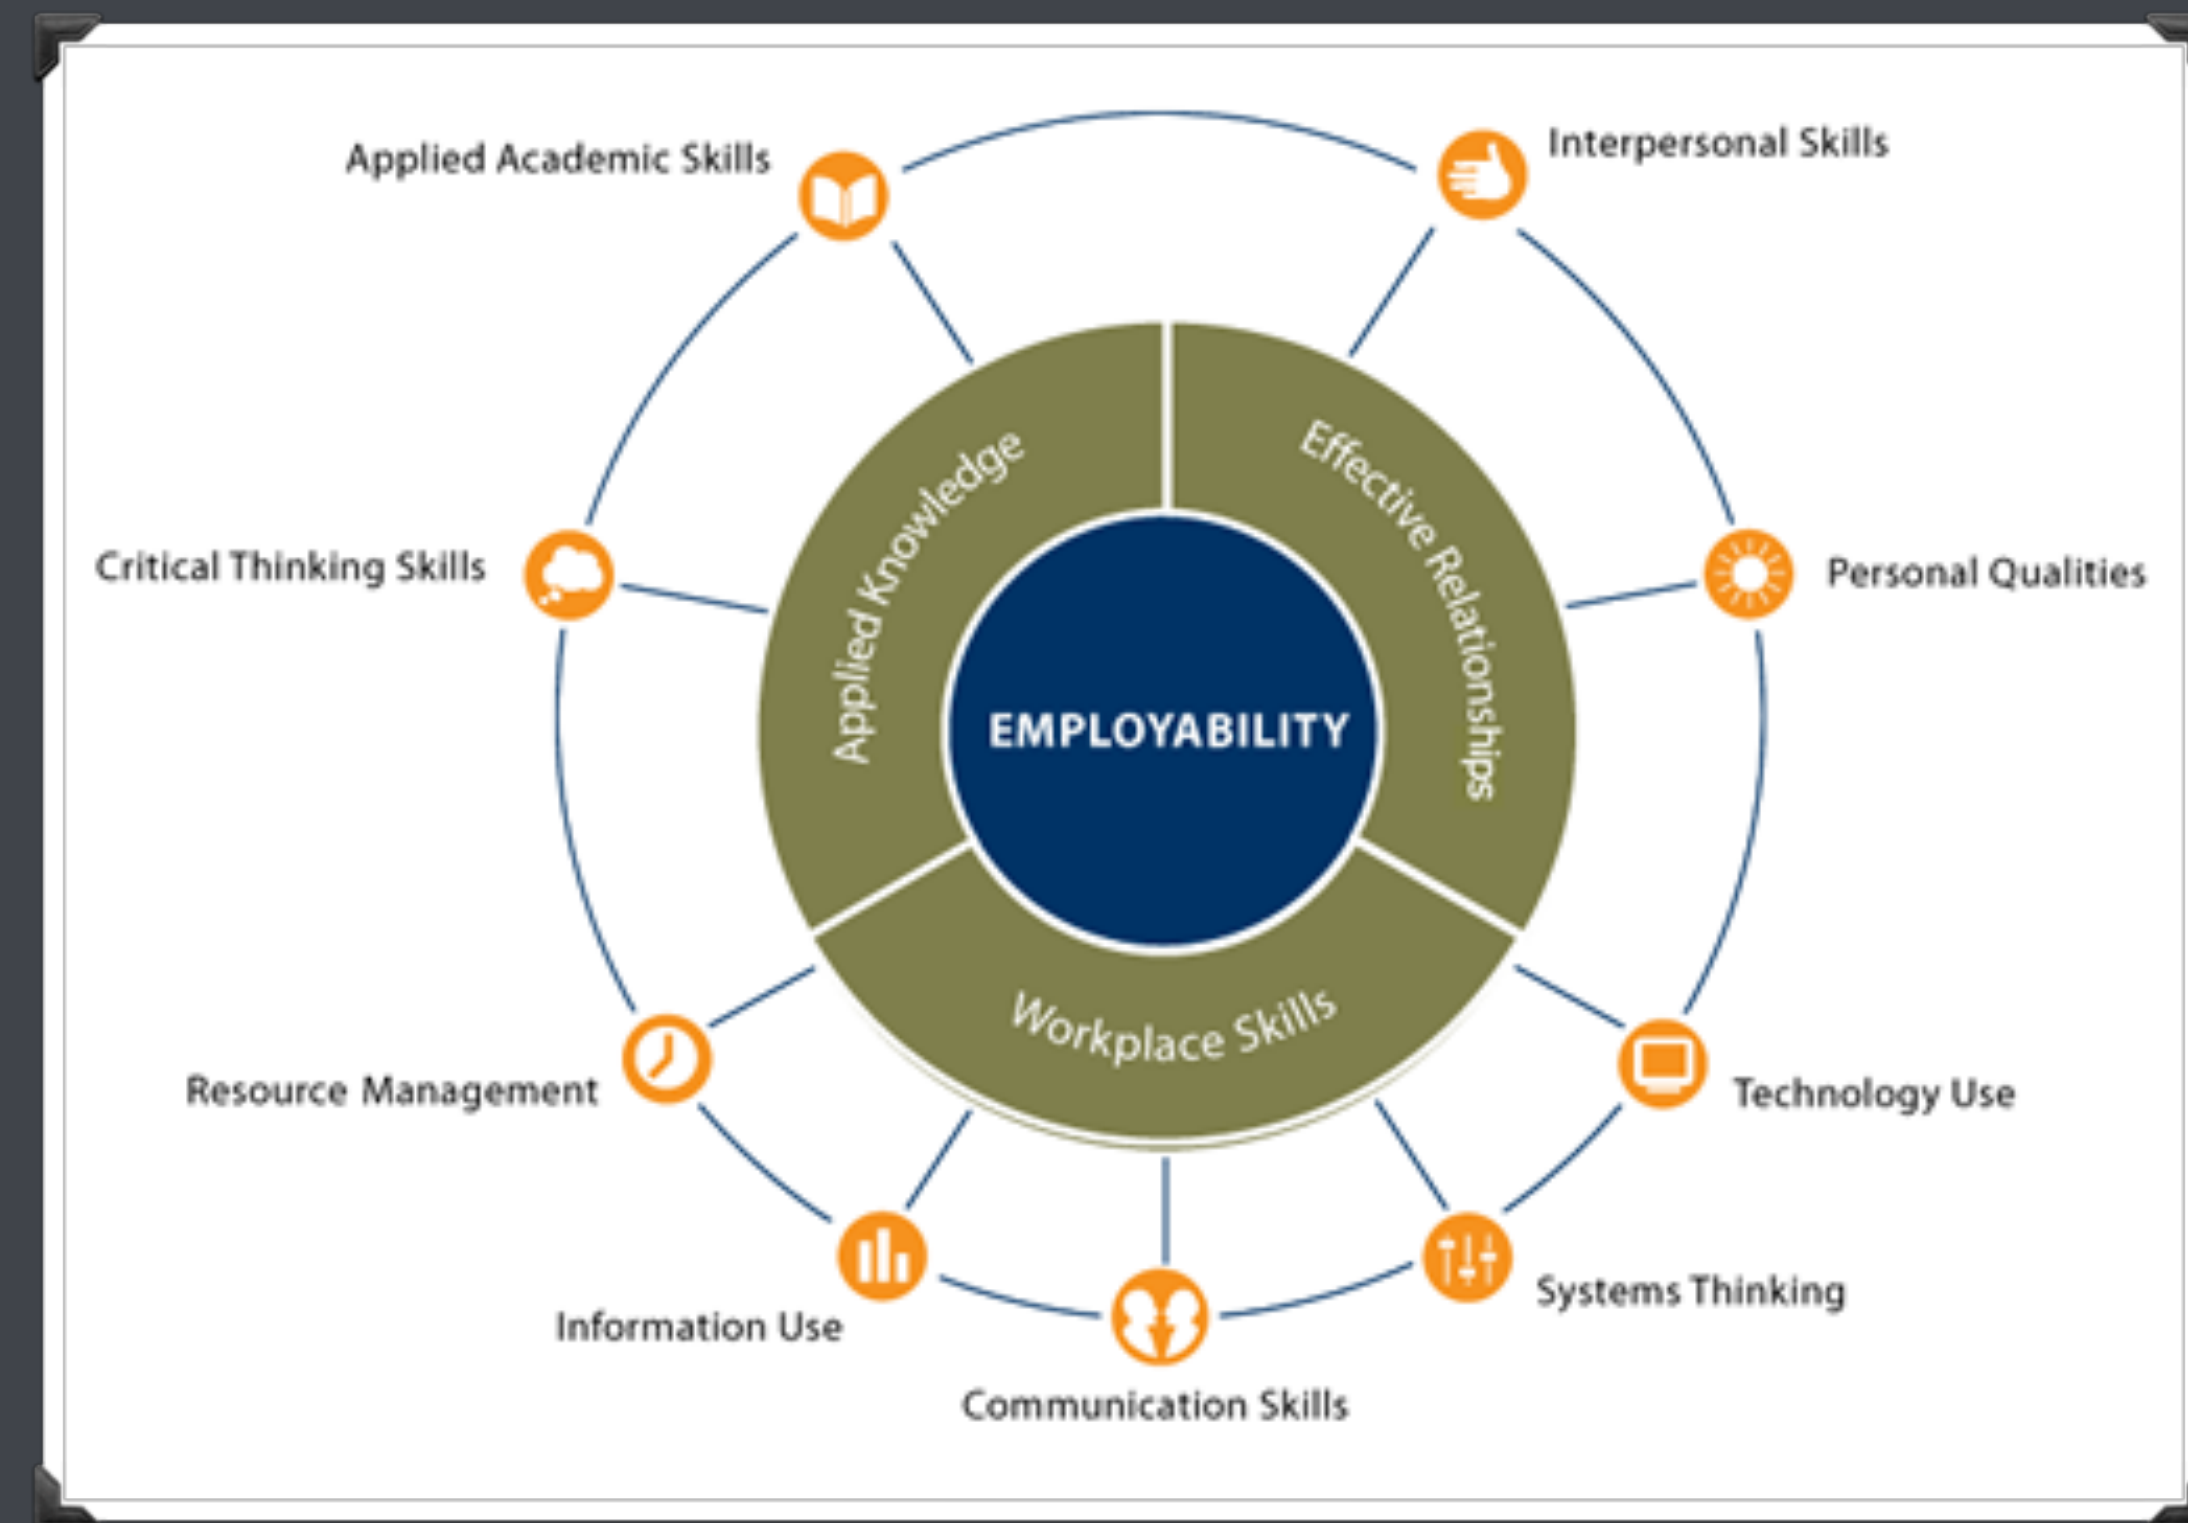 Applied Academic Skills
Interpersonal Skills
Critical Thinking Skills
Personal Qualities
Applied Knowledge
Effective Relationships
EMPLOYABILITY
Workplace Skills
Resource Management
Technology Use
Information Use
Systems Thinking
Communication Skills